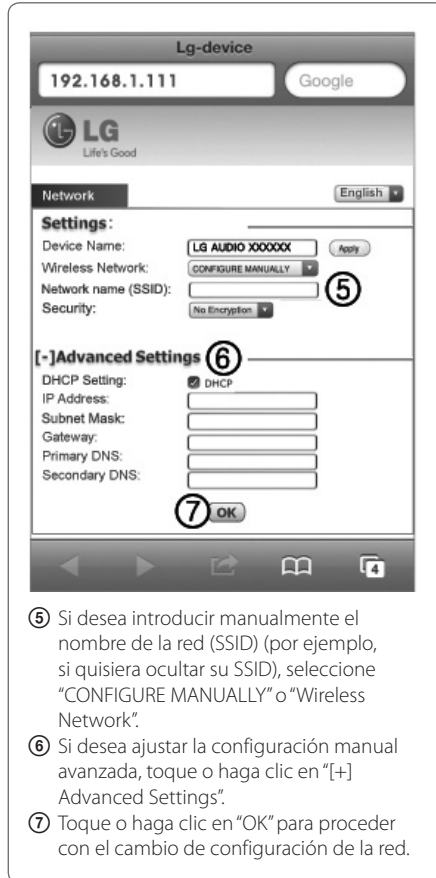 Lg-device
192.168.1.111 Google
LG
Life's Good
Network English
Settings:
Device Name: LG AUDIO XXXXXX Apply
Wireless Network: CONFIGURE MANUALLY
Network name (SSID): ⑤
Security: No Encryption
[-]Advanced Settings ⑥
DHCP Setting: DHCP
IP Address:
Subnet Mask:
Gateway:
Primary DNS:
Secondary DNS:
⑦ OK
4
⑤ Si desea introducir manualmente el
nombre de la red (SSID) (por ejemplo,
si quisiera ocultar su SSID), seleccione
“CONFIGURE MANUALLY” o “Wireless
Network”.
⑥ Si desea ajustar la configuración manual
avanzada, toque o haga clic en “[+]
Advanced Settings”.
⑦ Toque o haga clic en “OK” para proceder
con el cambio de configuración de la red.